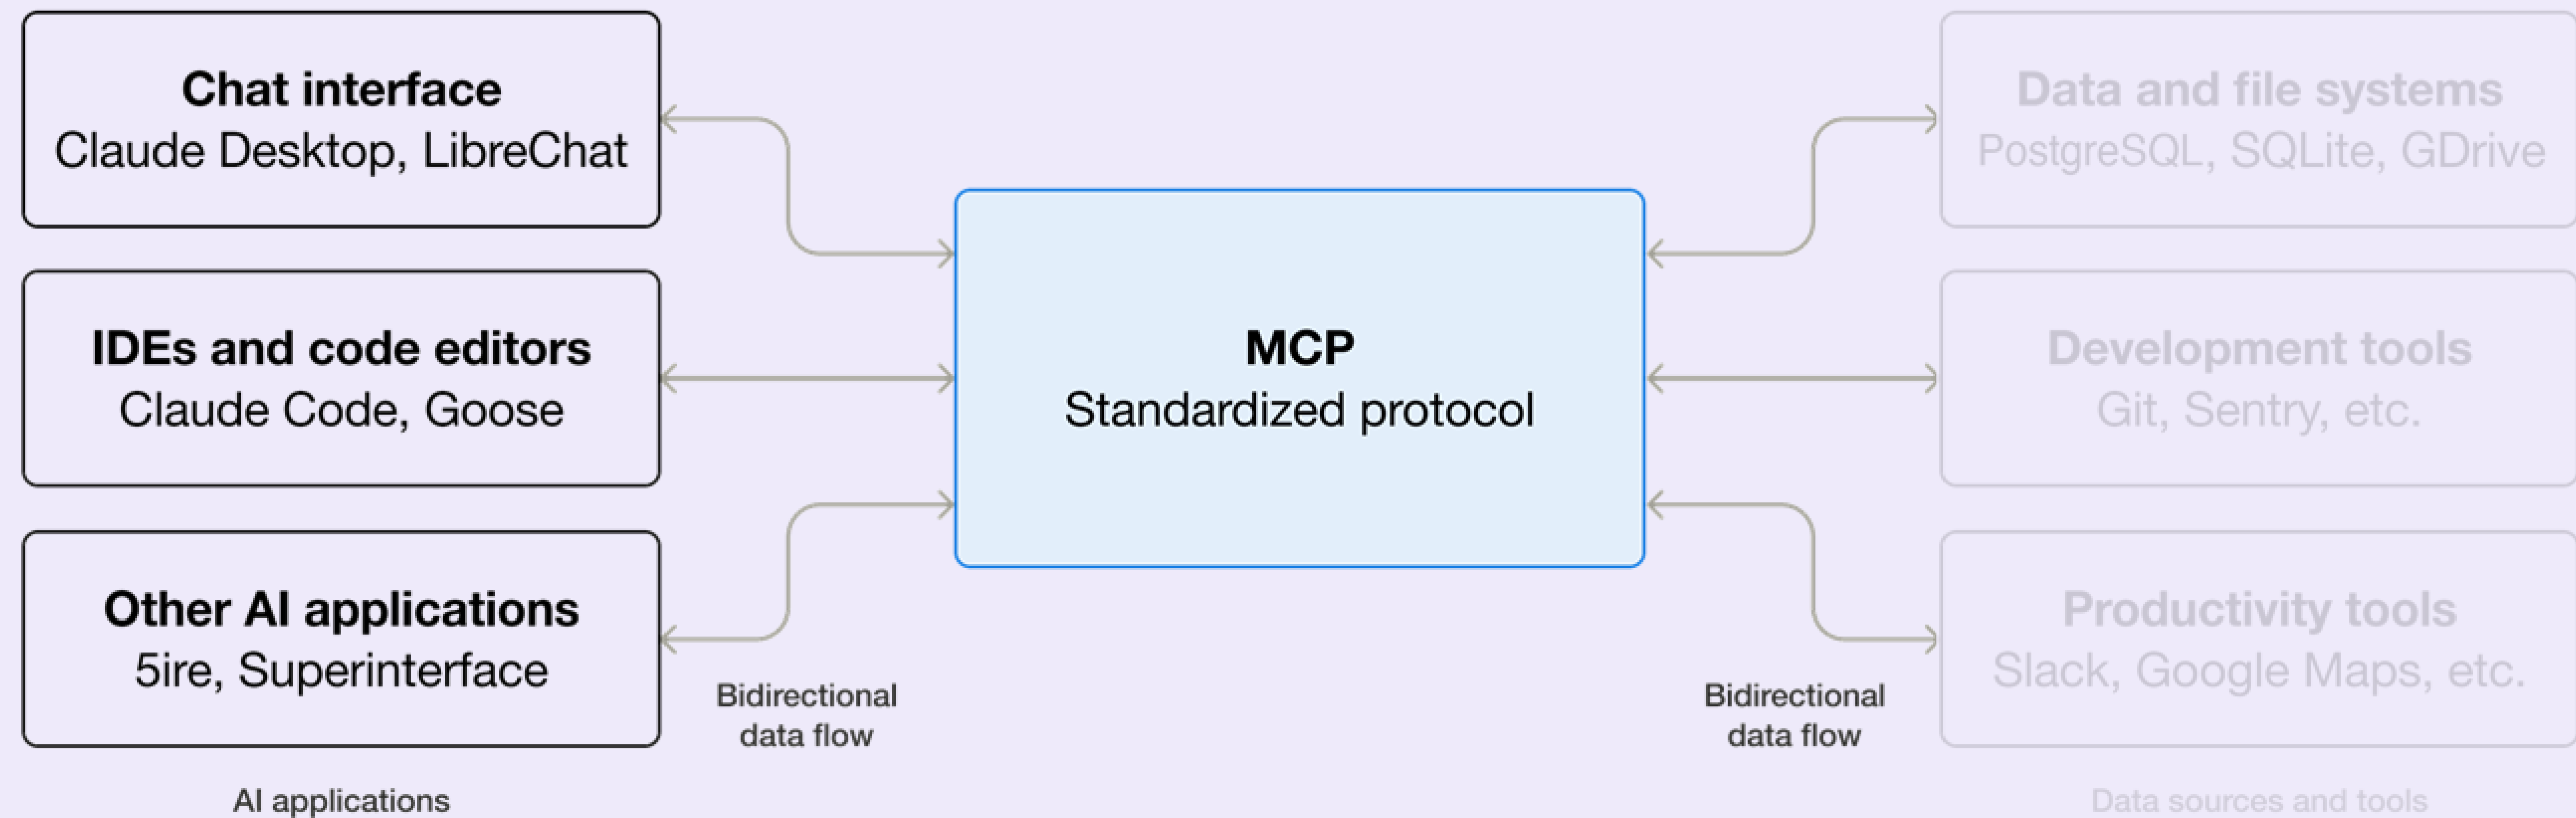 Chat interface
Claude Desktop, LibreChat
IDEs and code editors
Claude Code, Goose
Other AI applications
5ire, Superinterface
AI applications
Bidirectional
data flow
MCP
Standardized protocol
Bidirectional
data flow
Data and file systems
PostgreSQL, SQLite, GDrive
Development tools
Git, Sentry, etc.
Productivity tools
Slack, Google Maps, etc.
Data sources and tools